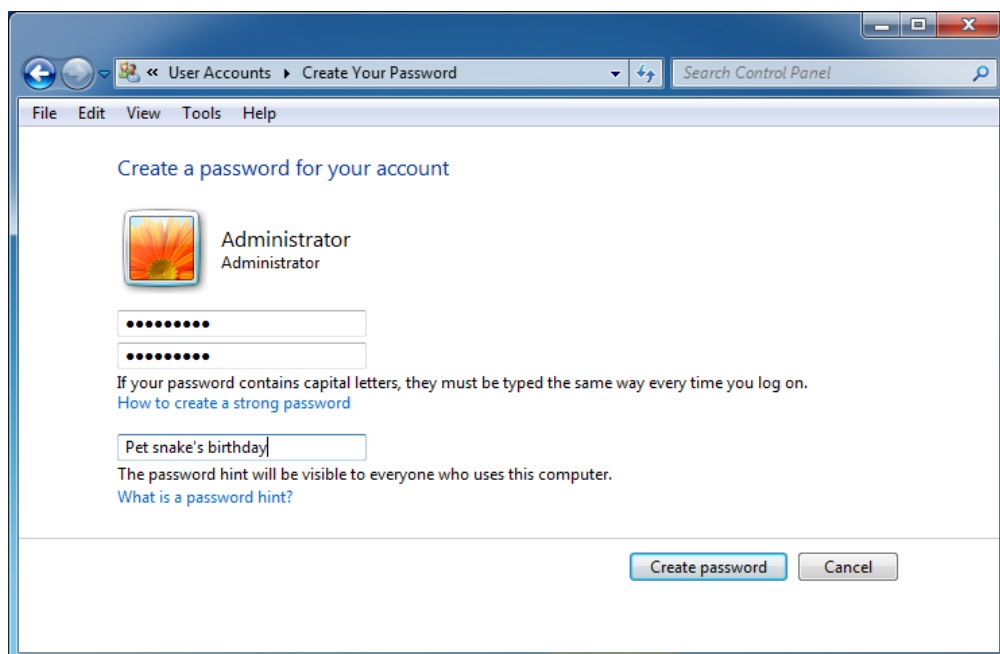 « User Accounts ▸ Create Your Password
Search Control Panel
File Edit View Tools Help
Create a password for your account
Administrator
Administrator
●●●●●●●●●
●●●●●●●●●
If your password contains capital letters, they must be typed the same way every time you log on.
How to create a strong password
Pet snake's birthday
The password hint will be visible to everyone who uses this computer.
What is a password hint?
Create password
Cancel